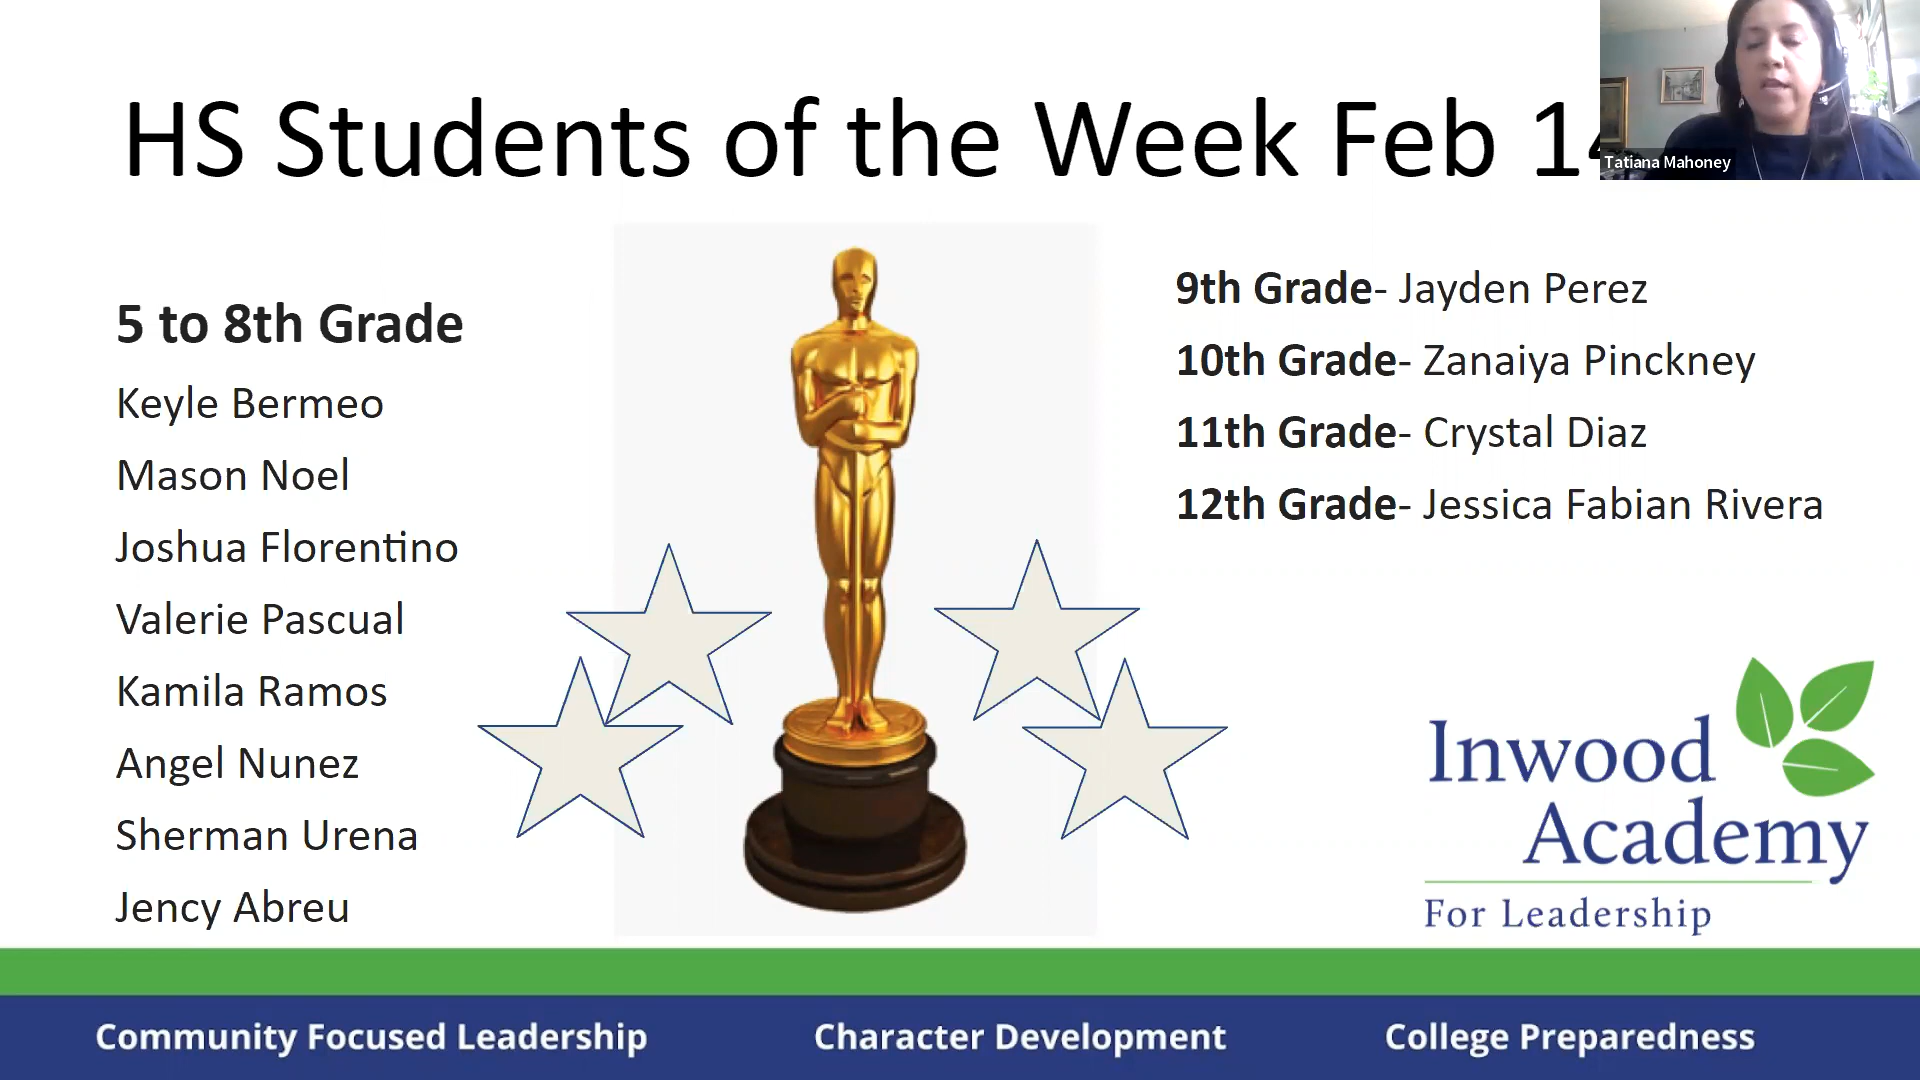 HS Students of the Week Feb 14
Tatiana Mahoney
5 to 8th Grade
Keyle Bermeo
Mason Noel
Joshua Florentino
Valerie Pascual
Kamila Ramos
Angel Nunez
Sherman Urena
Jency Abreu
9th Grade- Jayden Perez
10th Grade- Zanaiya Pinckney
11th Grade- Crystal Diaz
12th Grade- Jessica Fabian Rivera
Inwood
Academy
For Leadership
Community Focused Leadership
Character Development
College Preparedness